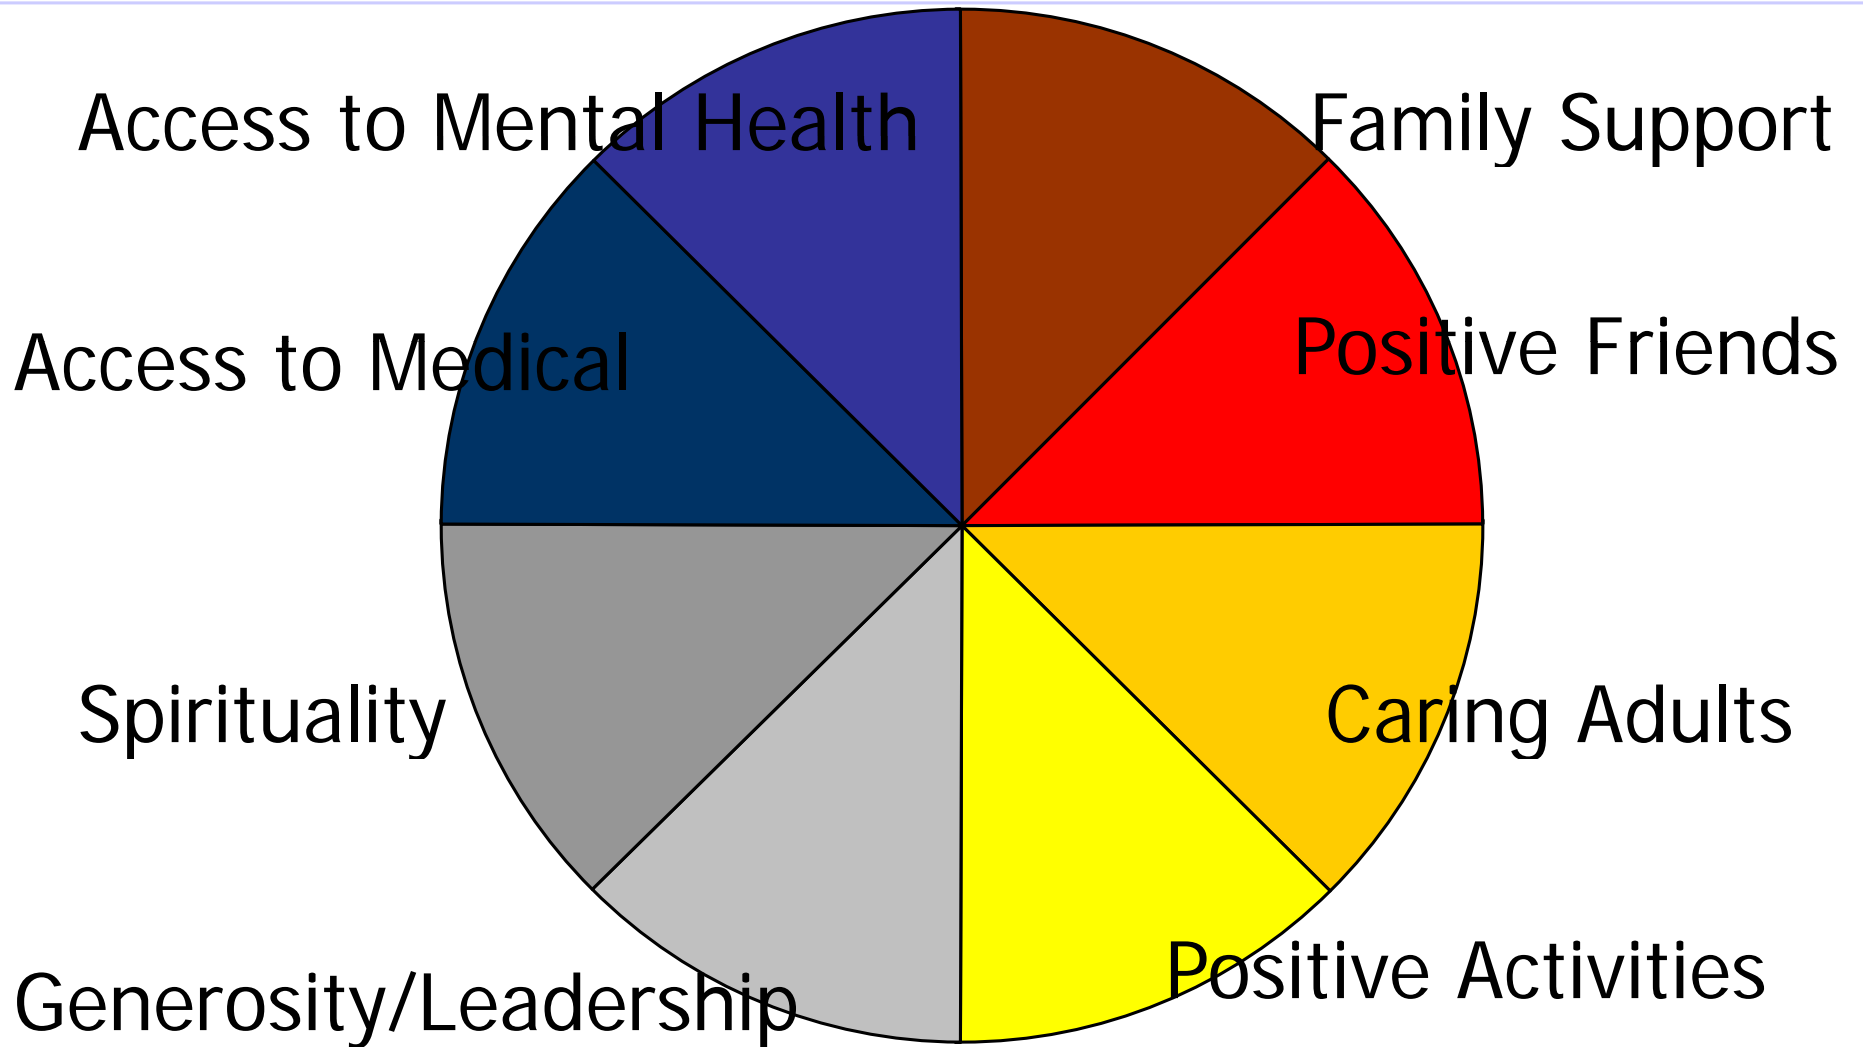 Access to Mental Health
Family Support
Positive Friends
Access to Medical
Spirituality
Caring Adults
Positive Activities
Generosity/Leadership